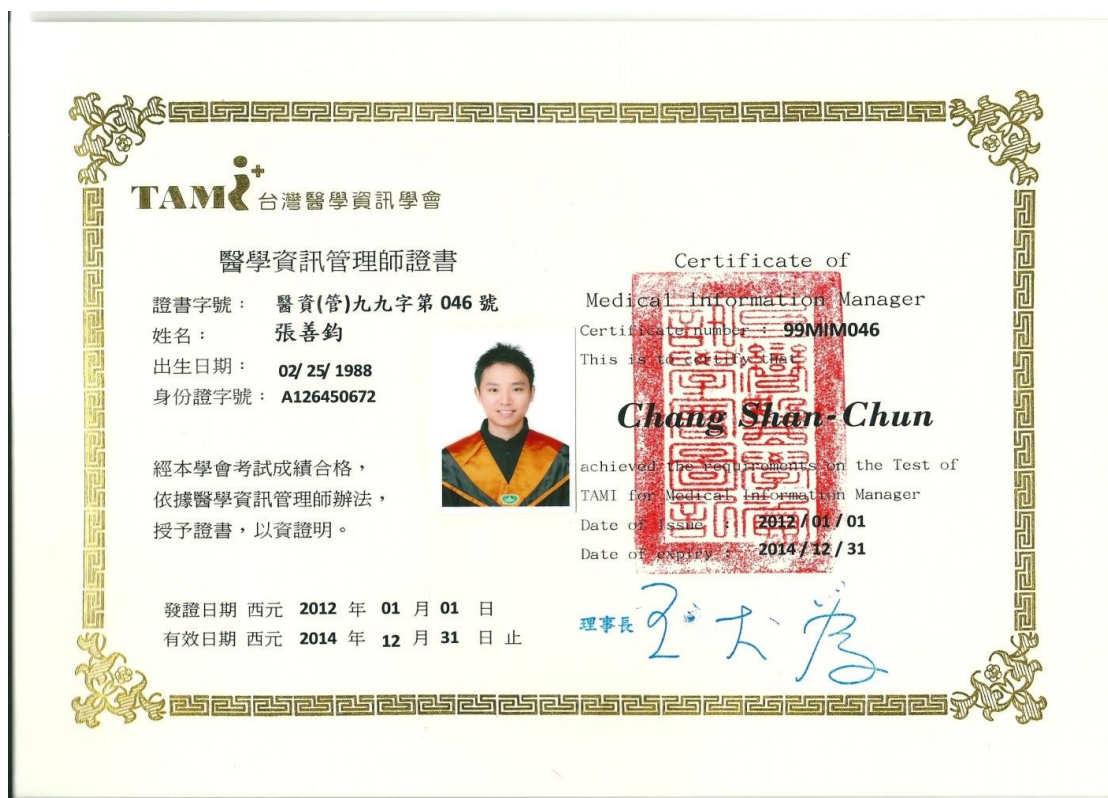 TAMi+ 台灣醫學資訊學會
醫學資訊管理師證書
證書字號： 醫資(管)九九字第 046 號
姓名： 張善鈞
出生日期： 02/ 25/ 1988
身份證字號： A126450672
經本學會考試成績合格，
依據醫學資訊管理師辦法，
授予證書，以資證明。
發證日期 西元 2012 年 01 月 01 日
有效日期 西元 2014 年 12 月 31 日 止
Certificate of
Medical Information Manager
Certificate number : 99MIM046
This is to certify that
Chang Shan-Chun
achieved the requirements on the Test of
TAMI for Medical Information Manager
Date of Issue : 2012 / 01 / 01
Date of expiry : 2014 / 12 / 31
理事長